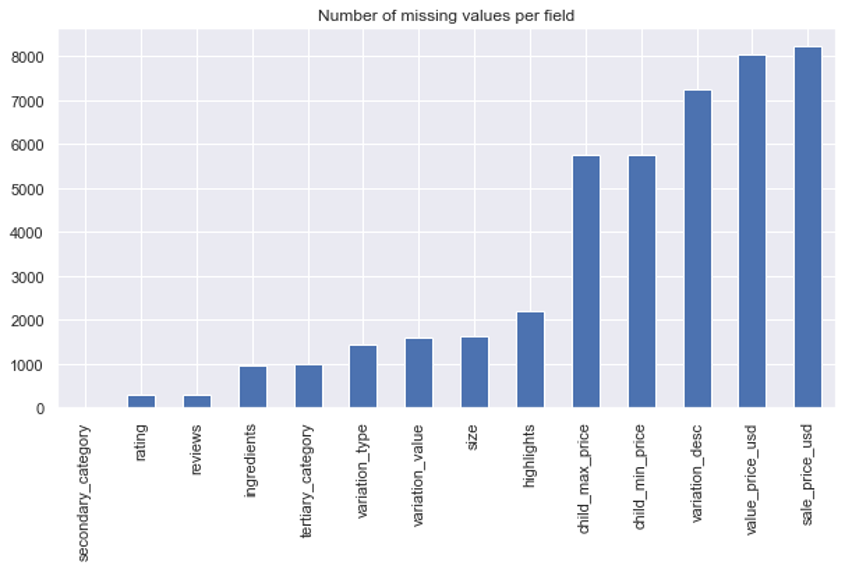 Number of missing values per field
8000
7000
6000
5000
4000
3000
2000
1000
0
secondary_category
rating
reviews
ingredients
tertiary_category
variation_type
variation_value
size
highlights
child_max_price
child_min_price
variation_desc
value_price_usd
sale_price_usd